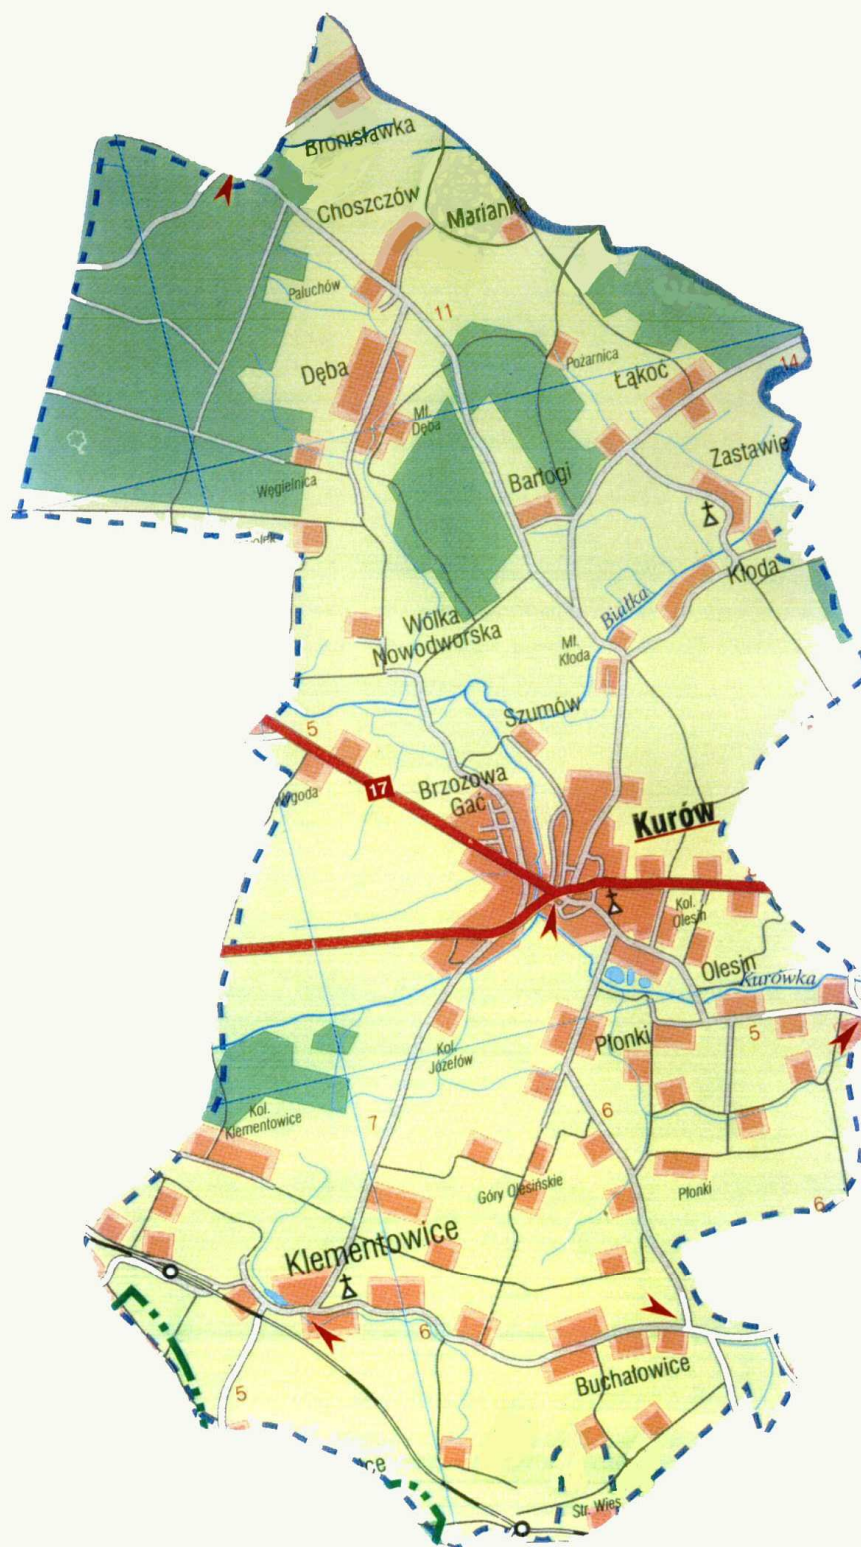 Bronisławka
Choszczów
Marianka
Paluchów
11
Pożarnica
14
Dęba
Łąkoć
Mł.
Dęba
Zastawie
Bartogi
Węgielnica
Kłoda
Białka
Wólka
Nowodworska
Mł.
Kłoda
Szumów
5
17
Wygoda
Brzozowa
Gać
Kurów
Kol.
Olesin
Olesin
Kurówka
5
Płonki
Kol.
Józefów
Kol.
Klementowice
7
6
Góry Olesińskie
Płonki
6
Klementowice
6
5
Buchałowice
ce
Str. Wieś